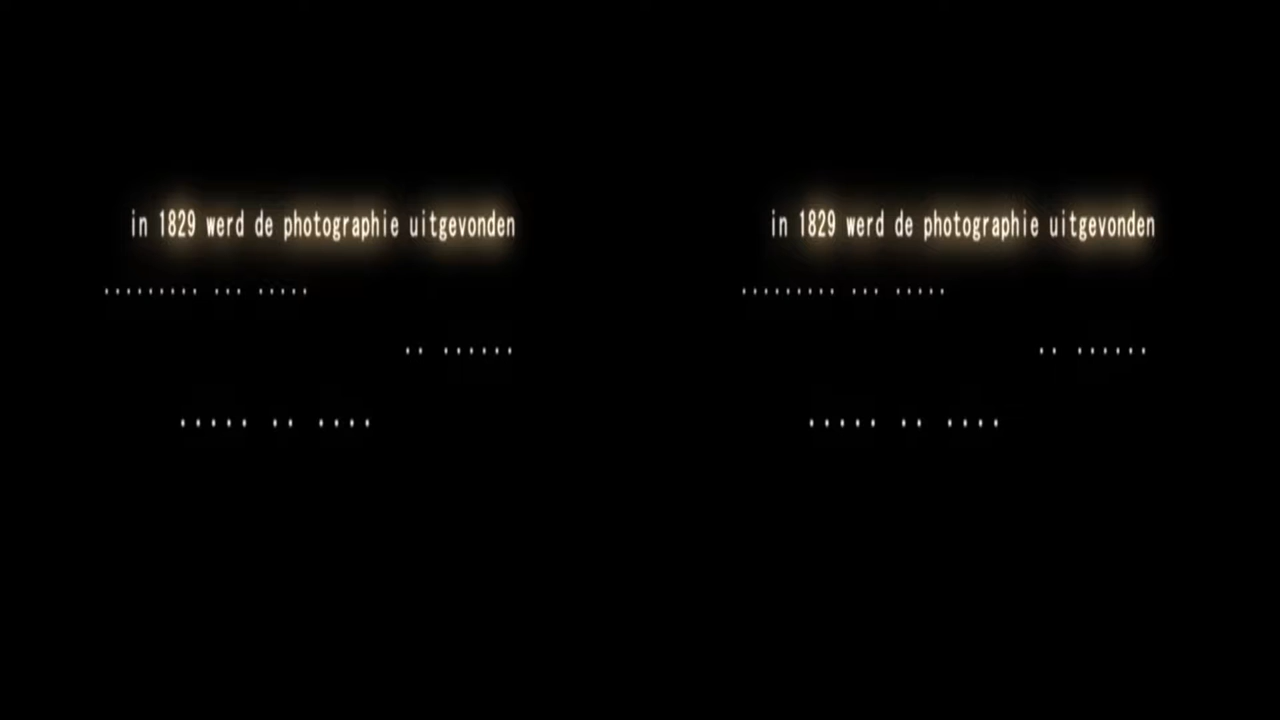 in 1829 werd de photographie uitgevonden in 1829 werd de photographie uitgevonden
......... ... ..... ......... ... .....
.. ...... .. ......
..... .. .... ..... .. ....